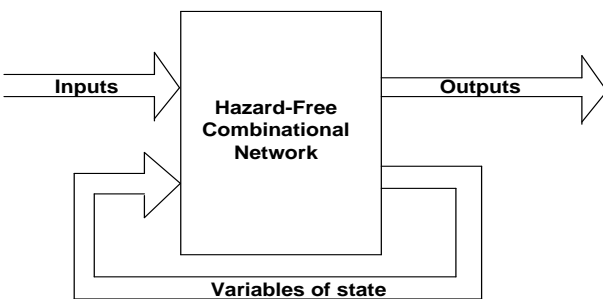 Inputs
Hazard-Free
Combinational
Network
Outputs
Variables of state